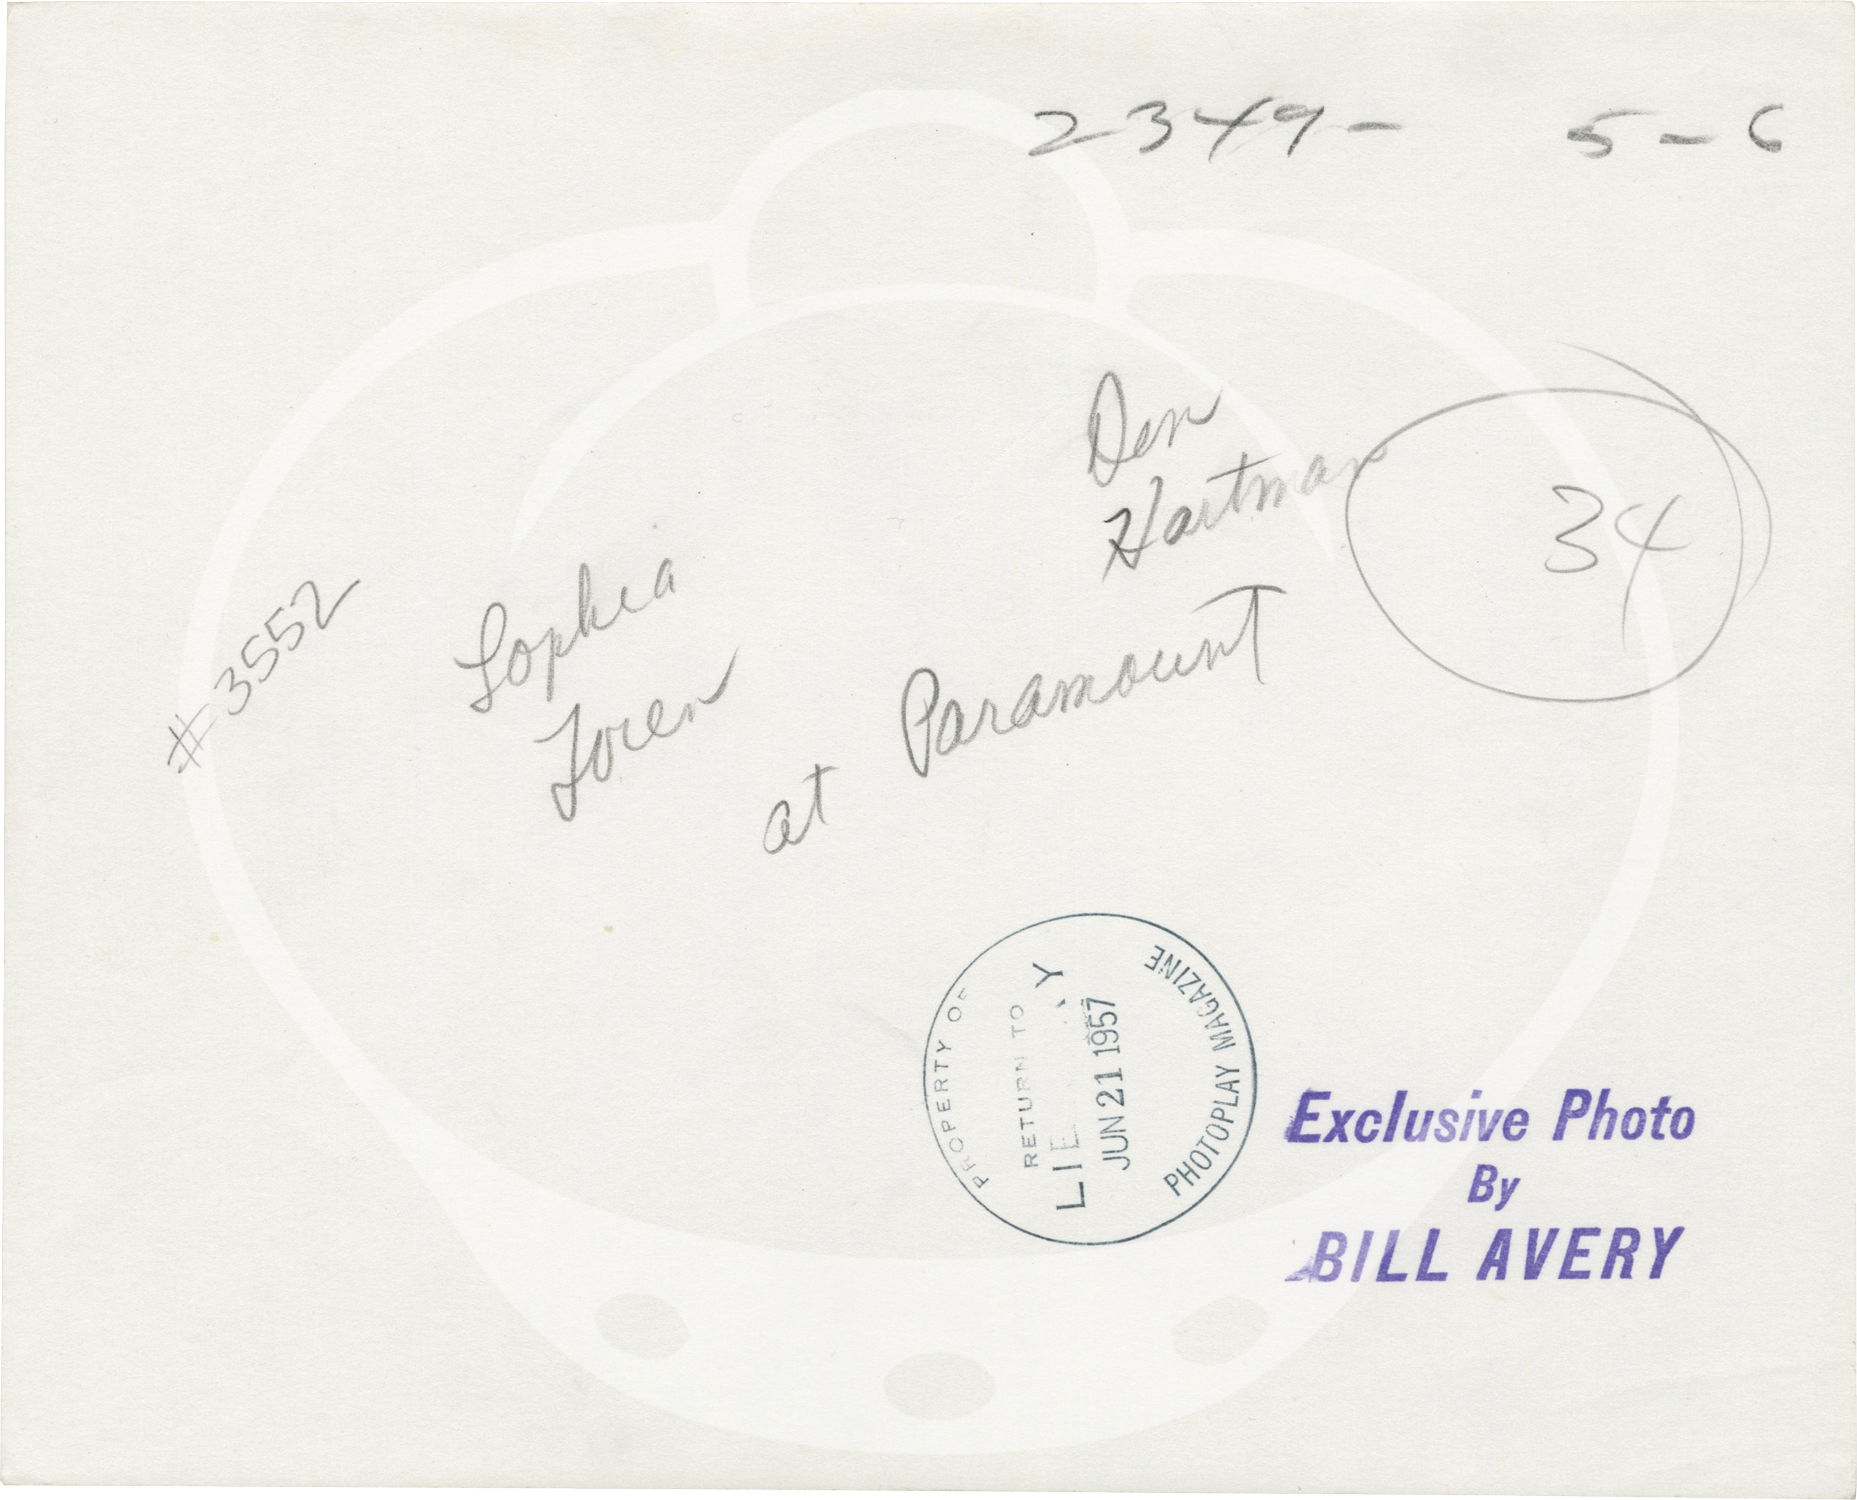 2349- 5-6
Don
Hartman
34
#3552
Sophia
Loren
at Paramount
PROPERTY OF
RETURN TO
JUN 21 1957
PHOTOPLAY MAGAZINE
Exclusive Photo
By
BILL AVERY